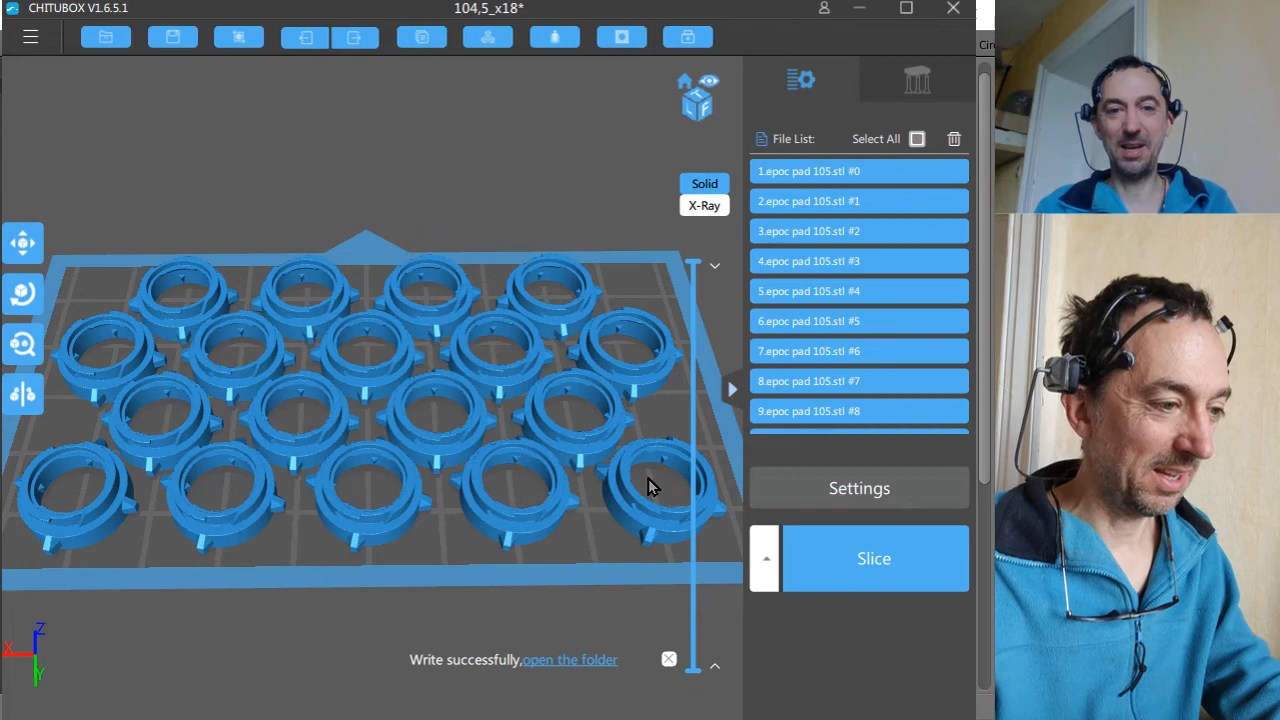 CHITUBOX V1.6.5.1
104,5_x18*
Circ
File List:
Select All
1.epoc pad 105.stl #0
2.epoc pad 105.stl #1
3.epoc pad 105.stl #2
4.epoc pad 105.stl #3
5.epoc pad 105.stl #4
6.epoc pad 105.stl #5
7.epoc pad 105.stl #6
8.epoc pad 105.stl #7
9.epoc pad 105.stl #8
Solid
X-Ray
T
L F
Settings
Slice
Z
X
Y
Write successfully,open the folder